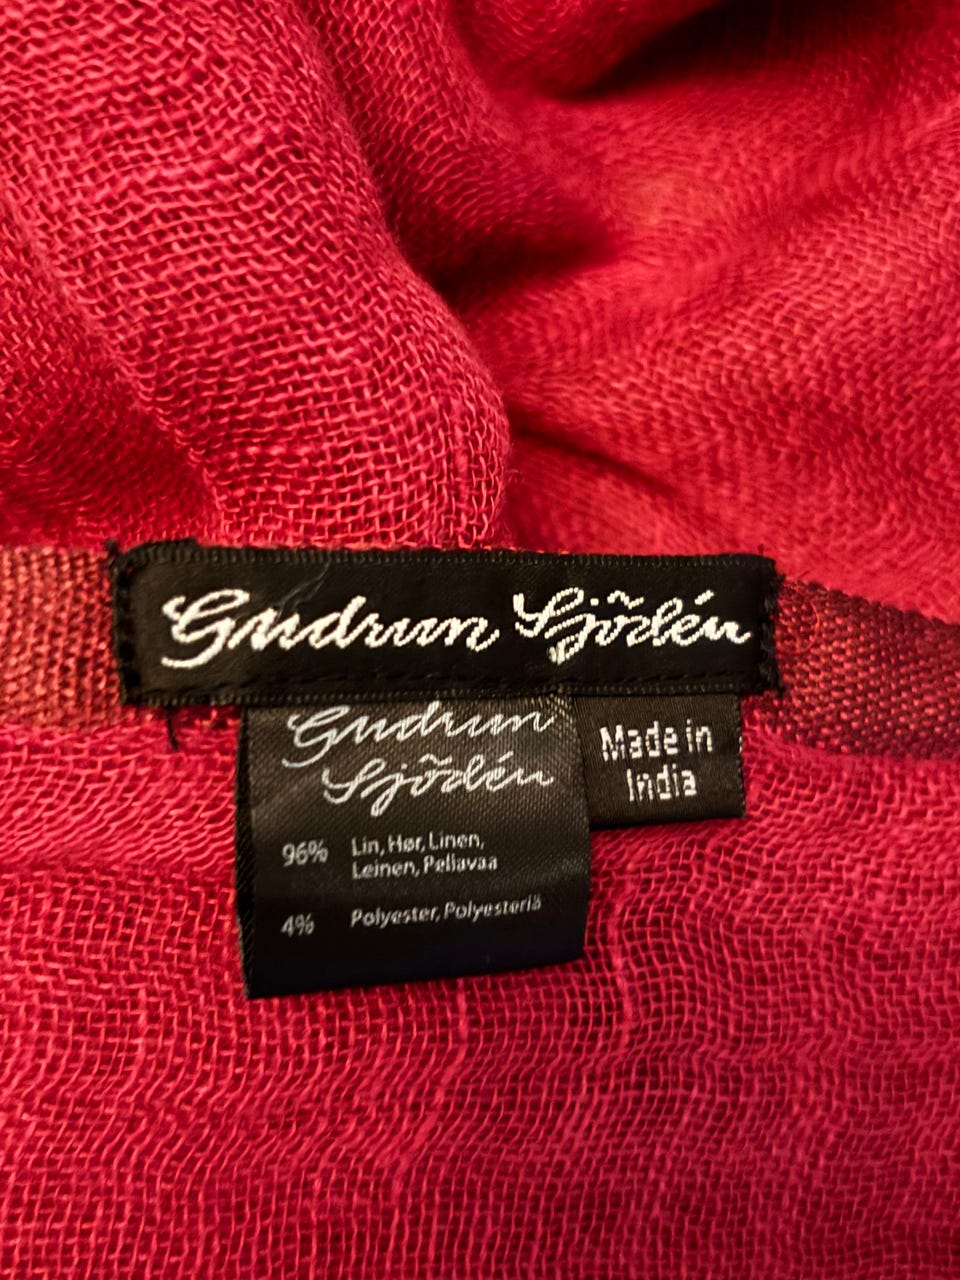 Gudrun Sjödén
Gudrun
Sjödén
Made in
India
96% Lin, Hør, Linen,
Leinen, Pellavaa
4% Polyester, Polyesteriä